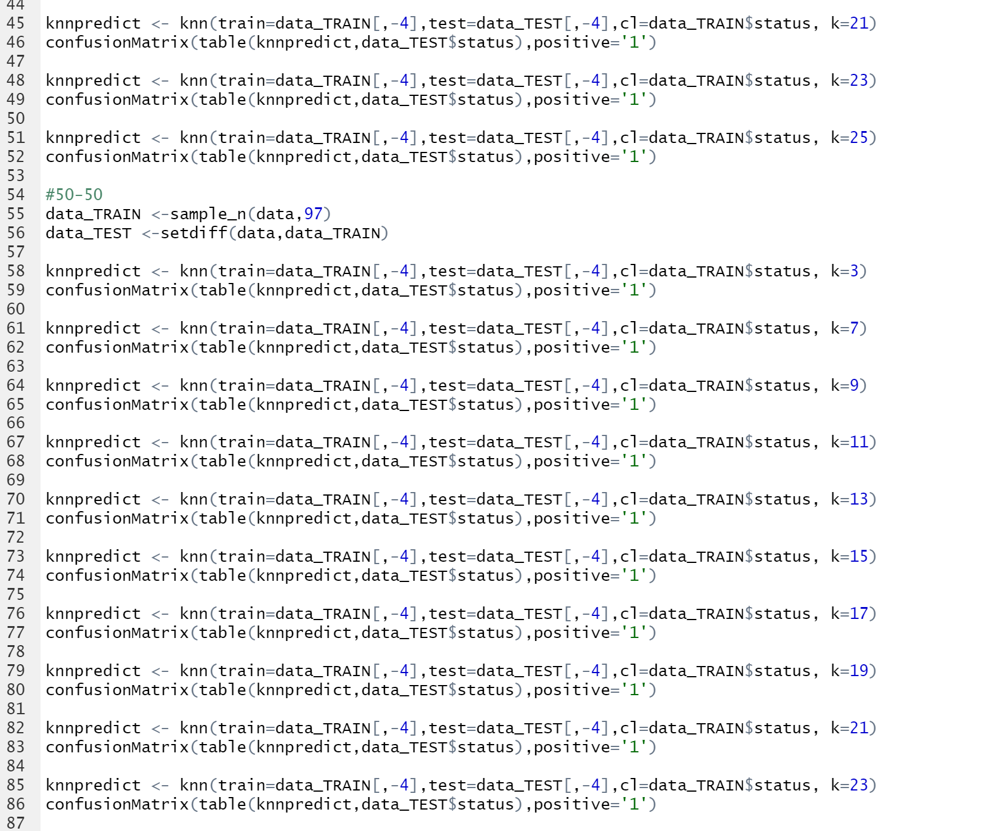 44
45 knnpredict <- knn(train=data_TRAIN[,-4],test=data_TEST[,-4],cl=data_TRAIN$status, k=21)
46 confusionMatrix(table(knnpredict,data_TEST$status),positive='1')
47
48 knnpredict <- knn(train=data_TRAIN[,-4],test=data_TEST[,-4],cl=data_TRAIN$status, k=23)
49 confusionMatrix(table(knnpredict,data_TEST$status),positive='1')
50
51 knnpredict <- knn(train=data_TRAIN[,-4],test=data_TEST[,-4],cl=data_TRAIN$status, k=25)
52 confusionMatrix(table(knnpredict,data_TEST$status),positive='1')
53
54 #50-50
55 data_TRAIN <-sample_n(data,97)
56 data_TEST <-setdiff(data,data_TRAIN)
57
58 knnpredict <- knn(train=data_TRAIN[,-4],test=data_TEST[,-4],cl=data_TRAIN$status, k=3)
59 confusionMatrix(table(knnpredict,data_TEST$status),positive='1')
60
61 knnpredict <- knn(train=data_TRAIN[,-4],test=data_TEST[,-4],cl=data_TRAIN$status, k=7)
62 confusionMatrix(table(knnpredict,data_TEST$status),positive='1')
63
64 knnpredict <- knn(train=data_TRAIN[,-4],test=data_TEST[,-4],cl=data_TRAIN$status, k=9)
65 confusionMatrix(table(knnpredict,data_TEST$status),positive='1')
66
67 knnpredict <- knn(train=data_TRAIN[,-4],test=data_TEST[,-4],cl=data_TRAIN$status, k=11)
68 confusionMatrix(table(knnpredict,data_TEST$status),positive='1')
69
70 knnpredict <- knn(train=data_TRAIN[,-4],test=data_TEST[,-4],cl=data_TRAIN$status, k=13)
71 confusionMatrix(table(knnpredict,data_TEST$status),positive='1')
72
73 knnpredict <- knn(train=data_TRAIN[,-4],test=data_TEST[,-4],cl=data_TRAIN$status, k=15)
74 confusionMatrix(table(knnpredict,data_TEST$status),positive='1')
75
76 knnpredict <- knn(train=data_TRAIN[,-4],test=data_TEST[,-4],cl=data_TRAIN$status, k=17)
77 confusionMatrix(table(knnpredict,data_TEST$status),positive='1')
78
79 knnpredict <- knn(train=data_TRAIN[,-4],test=data_TEST[,-4],cl=data_TRAIN$status, k=19)
80 confusionMatrix(table(knnpredict,data_TEST$status),positive='1')
81
82 knnpredict <- knn(train=data_TRAIN[,-4],test=data_TEST[,-4],cl=data_TRAIN$status, k=21)
83 confusionMatrix(table(knnpredict,data_TEST$status),positive='1')
84
85 knnpredict <- knn(train=data_TRAIN[,-4],test=data_TEST[,-4],cl=data_TRAIN$status, k=23)
86 confusionMatrix(table(knnpredict,data_TEST$status),positive='1')
87